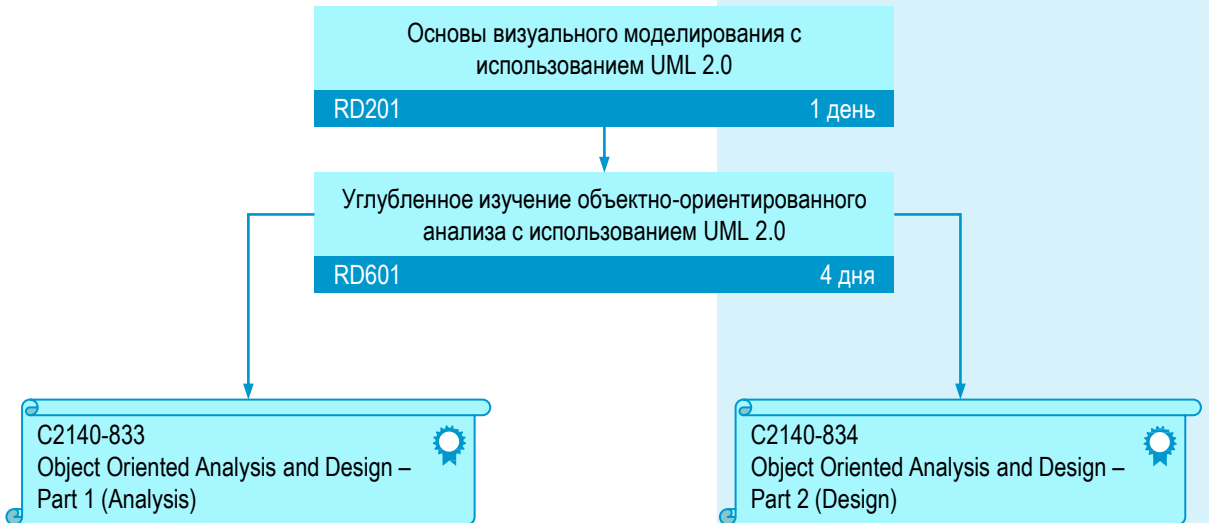 Основы визуального моделирования с
использованием UML 2.0
RD201 1 день
Углубленное изучение объектно-ориентированного
анализа с использованием UML 2.0
RD601 4 дня
C2140-833
Object Oriented Analysis and Design –
Part 1 (Analysis)
C2140-834
Object Oriented Analysis and Design –
Part 2 (Design)